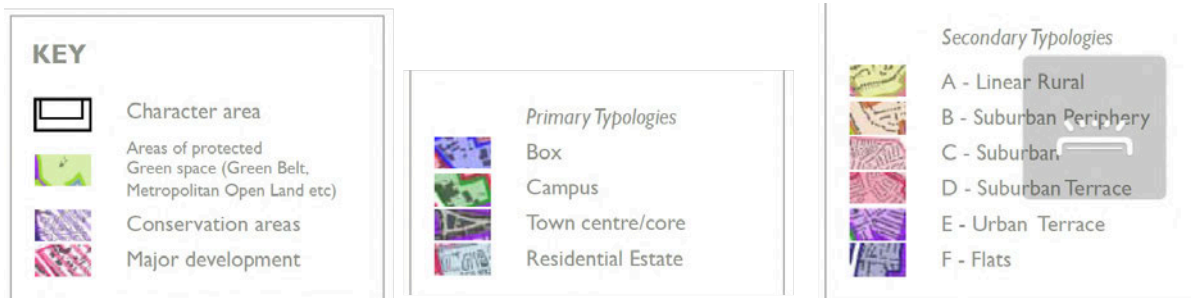 KEY
Character area
Areas of protected
Green space (Green Belt,
Metropolitan Open Land etc)
Conservation areas
Major development
Primary Typologies
Box
Campus
Town centre/core
Residential Estate
Secondary Typologies
A - Linear Rural
B - Suburban Periphery
C - Suburban
D - Suburban Terrace
E - Urban Terrace
F - Flats